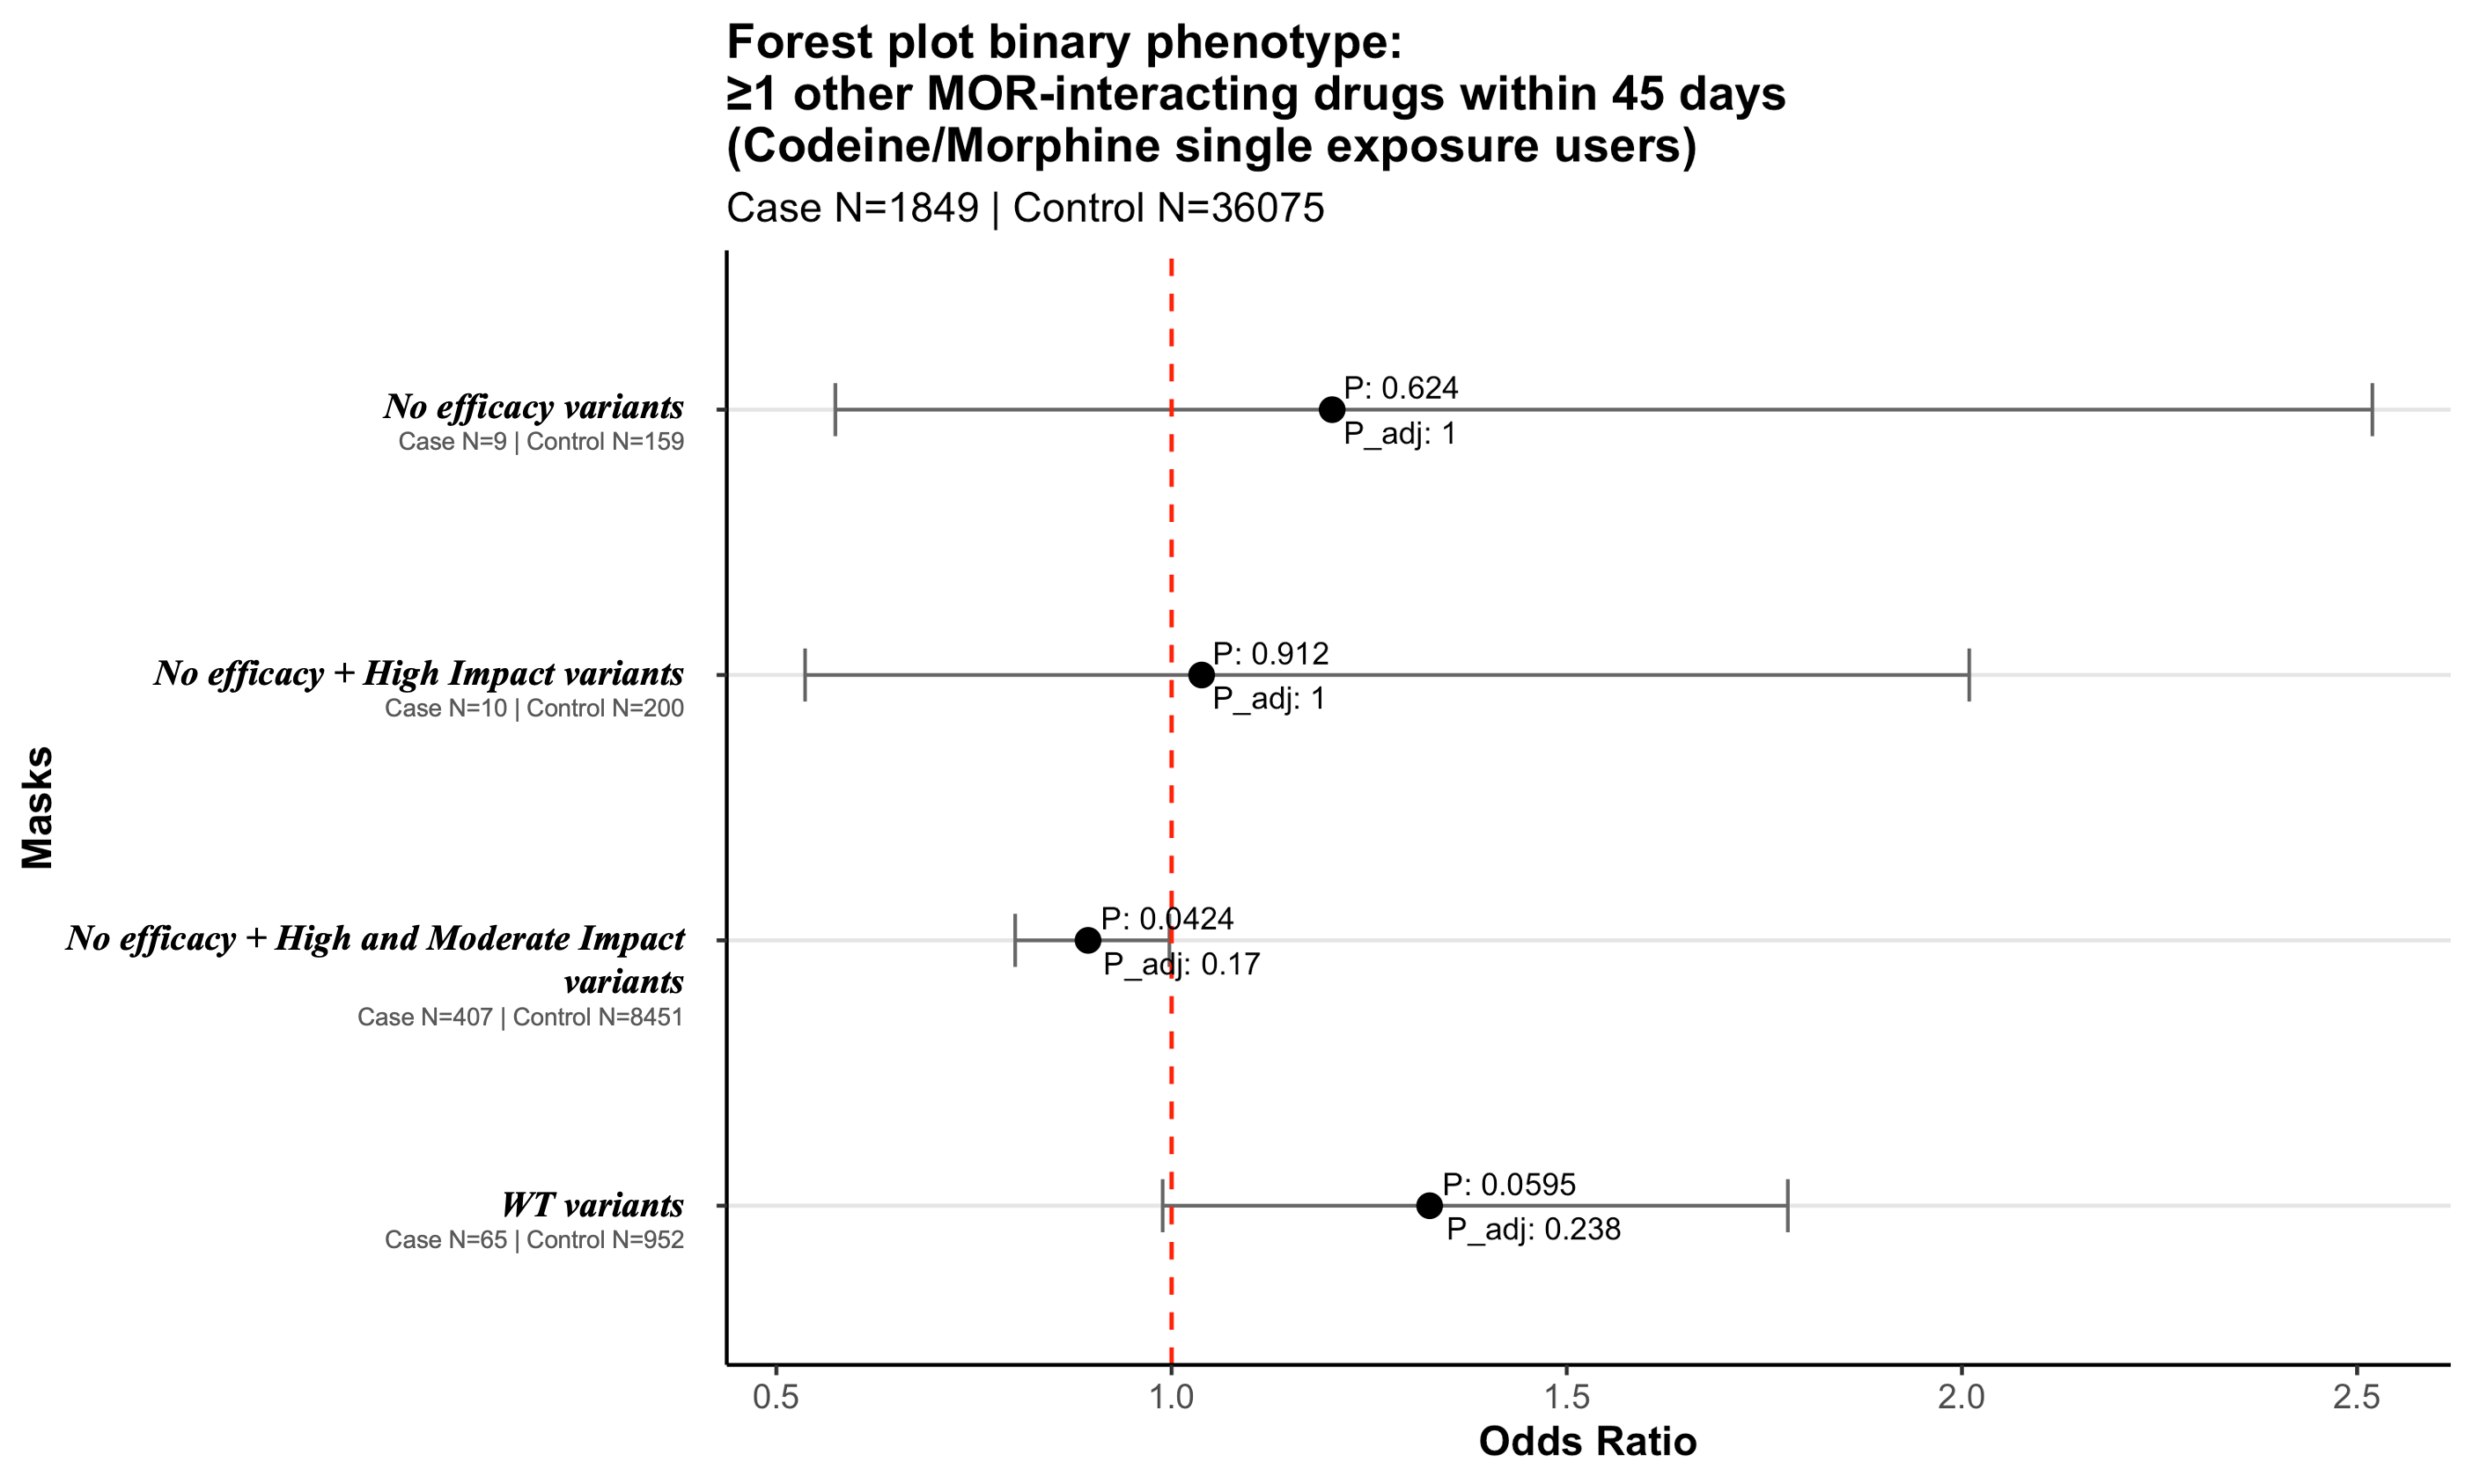 Forest plot binary phenotype:
≥1 other MOR-interacting drugs within 45 days
(Codeine/Morphine single exposure users)
Case N=1849 | Control N=36075
Masks
No efficacy variants
Case N=9 | Control N=159
P: 0.624
P_adj: 1
No efficacy + High Impact variants
Case N=10 | Control N=200
P: 0.912
P_adj: 1
No efficacy + High and Moderate Impact
variants
Case N=407 | Control N=8451
P: 0.0424
P_adj: 0.17
WT variants
Case N=65 | Control N=952
P: 0.0595
P_adj: 0.238
0.5 1.0 1.5 2.0 2.5
Odds Ratio